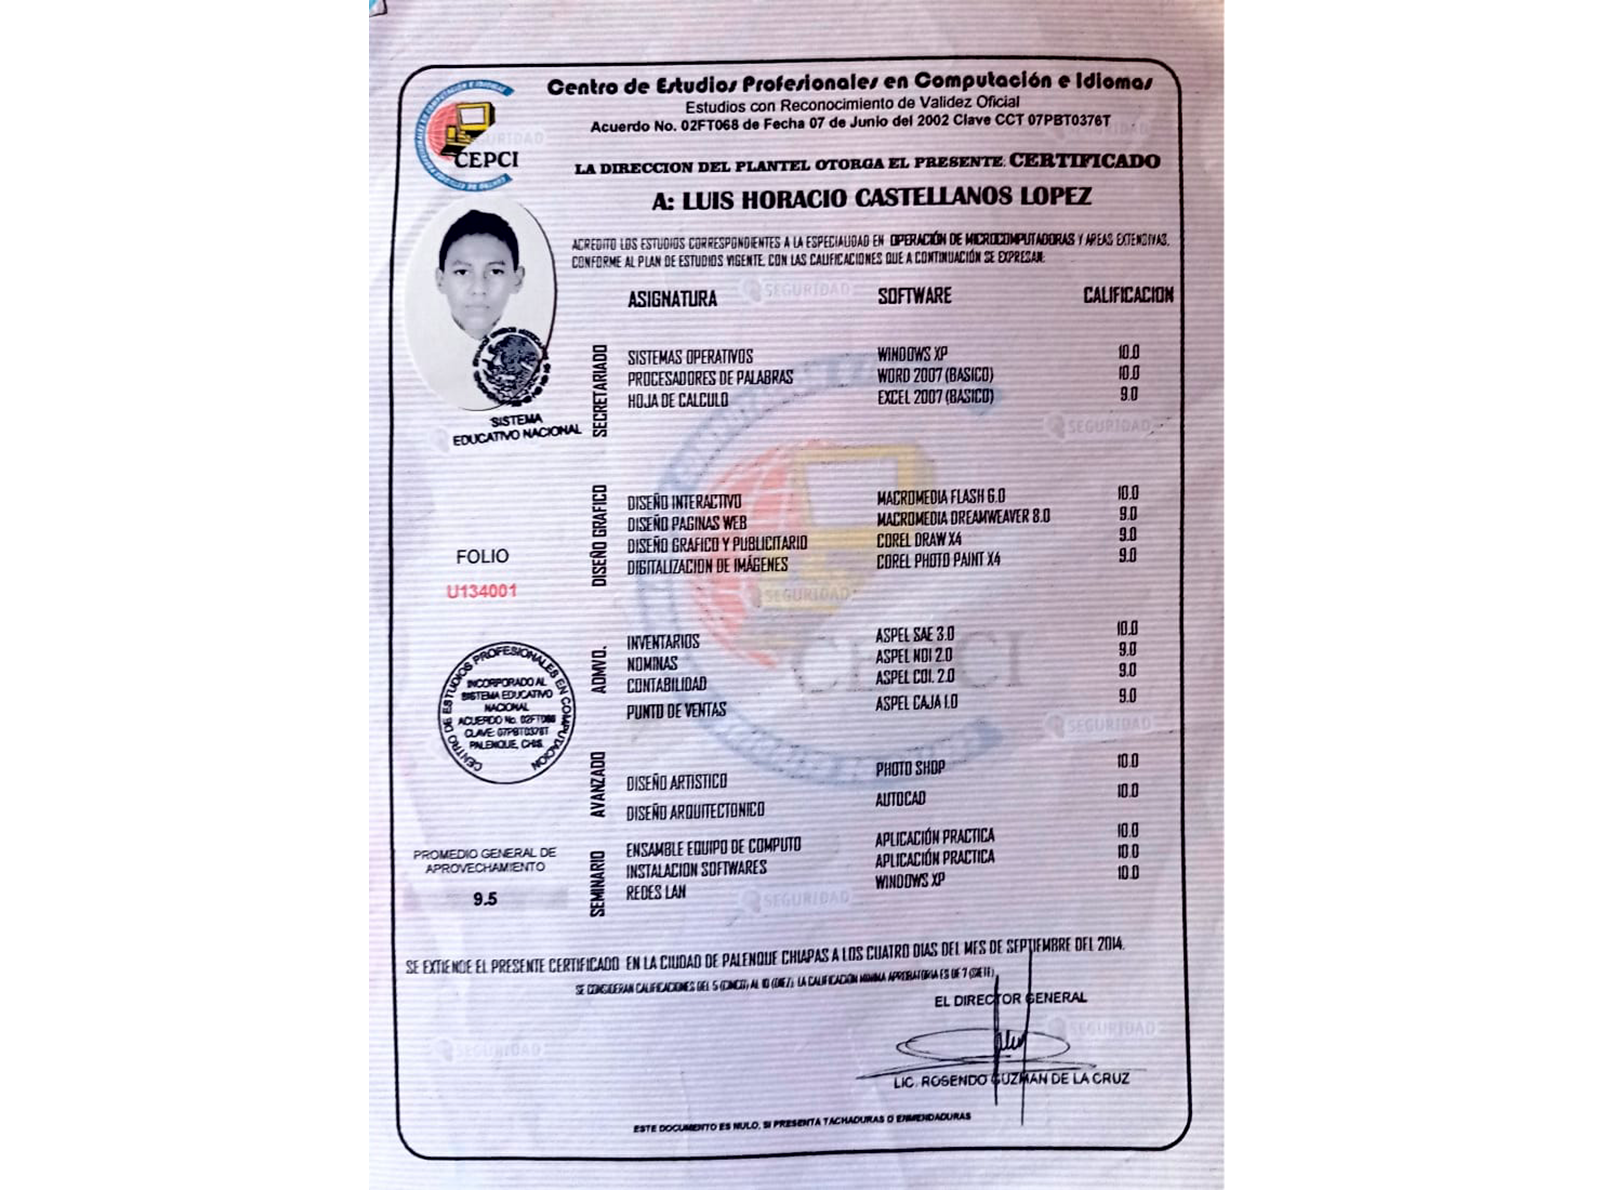 Centro de Estudios Profesionales en Computación e Idiomas
Estudios con Reconocimiento de Validez Oficial
Acuerdo No. 02FT068 de Fecha 07 de Junio del 2002 Clave CCT 07PBT0376T
CEPCI
LA DIRECCION DEL PLANTEL OTORGA EL PRESENTE: CERTIFICADO
A: LUIS HORACIO CASTELLANOS LOPEZ
ACREDITO LOS ESTUDIOS CORRESPONDIENTES A LA ESPECIALIDAD EN OPERACIÓN DE MICROCOMPUTADORAS Y AREAS EXTENSIVAS,
CONFORME AL PLAN DE ESTUDIOS VIGENTE, CON LAS CALIFICACIONES QUE A CONTINUACIÓN SE EXPRESAN:
ASIGNATURA SOFTWARE CALIFICACION
SECRETARIADO
SISTEMAS OPERATIVOS WINDOWS XP 10.0
PROCESADORES DE PALABRAS WORD 2007 (BASICO) 10.0
HOJA DE CALCULO EXCEL 2007 (BASICO) 9.0
SISTEMA
EDUCATIVO NACIONAL
DISEÑO GRAFICO
DISEÑO INTERACTIVO MACROMEDIA FLASH 6.0 10.0
DISEÑO PAGINAS WEB MACROMEDIA DREAMWEAVER 8.0 9.0
DISEÑO GRAFICO Y PUBLICITARIO COREL DRAW X4 9.0
DIGITALIZACION DE IMÁGENES COREL PHOTO PAINT X4 9.0
FOLIO
U134001
ADMVO.
INVENTARIOS ASPEL SAE 3.0 10.0
NOMINAS ASPEL NOI 2.0 9.0
CONTABILIDAD ASPEL COI. 2.0 9.0
PUNTO DE VENTAS ASPEL CAJA 1.0 9.0
CENTRO DE ESTUDIOS PROFESIONALES EN COMPUTACION
INCORPORADO AL
SISTEMA EDUCATIVO
NACIONAL
ACUERDO No. 02FT068
CLAVE: 07PBT0376T
PALENQUE, CHIS.
AVANZADO
DISEÑO ARTISTICO PHOTO SHOP 10.0
DISEÑO ARQUITECTONICO AUTOCAD 10.0
SEMINARIO
ENSAMBLE EQUIPO DE COMPUTO APLICACIÓN PRACTICA 10.0
INSTALACION SOFTWARES APLICACIÓN PRACTICA 10.0
REDES LAN WINDOWS XP 10.0
PROMEDIO GENERAL DE
APROVECHAMIENTO
9.5
SE EXTIENDE EL PRESENTE CERTIFICADO EN LA CIUDAD DE PALENQUE CHIAPAS A LOS CUATRO DIAS DEL MES DE SEPTIEMBRE DEL 2014.
SE CONSIDERAN CALIFICACIONES DEL 5 (CINCO) AL 10 (DIEZ). LA CALIFICACIÓN MINIMA APROBATORIA ES DE 7 (SIETE).
EL DIRECTOR GENERAL
LIC. ROSENDO GUZMAN DE LA CRUZ
ESTE DOCUMENTO ES NULO, SI PRESENTA TACHADURAS O ENMENDADURAS
SEGURIDAD